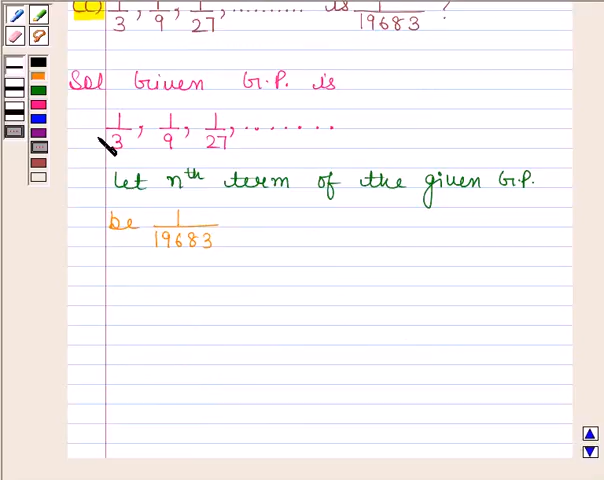 (c) 1/3, 1/9, 1/27, .......... is 1/19683 ?
Sol Given G.P. is
1/3, 1/9, 1/27, ........
Let nth term of the given G.P.
be 1/19683